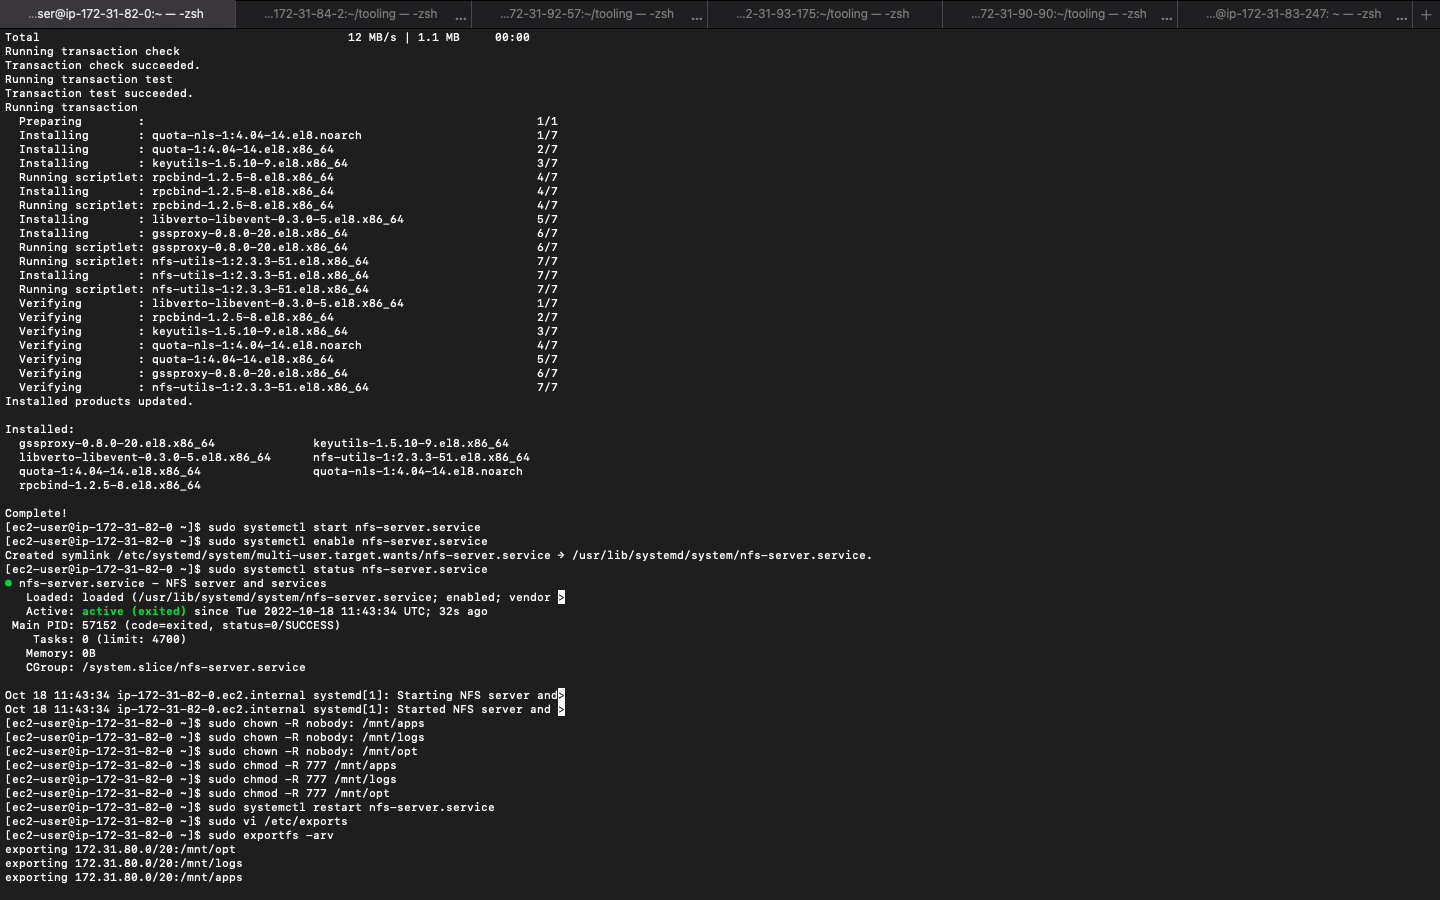 ...ser@ip-172-31-82-0:~ — -zsh
...172-31-84-2:~/tooling — -zsh ...
...72-31-92-57:~/tooling — -zsh ...
...2-31-93-175:~/tooling — -zsh
...72-31-90-90:~/tooling — -zsh ...
...@ip-172-31-83-247: ~ — -zsh ... +
Total 12 MB/s | 1.1 MB 00:00
Running transaction check
Transaction check succeeded.
Running transaction test
Transaction test succeeded.
Running transaction
Preparing : 1/1
Installing : quota-nls-1:4.04-14.el8.noarch 1/7
Installing : quota-1:4.04-14.el8.x86_64 2/7
Installing : keyutils-1.5.10-9.el8.x86_64 3/7
Running scriptlet: rpcbind-1.2.5-8.el8.x86_64 4/7
Installing : rpcbind-1.2.5-8.el8.x86_64 4/7
Running scriptlet: rpcbind-1.2.5-8.el8.x86_64 4/7
Installing : libverto-libevent-0.3.0-5.el8.x86_64 5/7
Installing : gssproxy-0.8.0-20.el8.x86_64 6/7
Running scriptlet: gssproxy-0.8.0-20.el8.x86_64 6/7
Running scriptlet: nfs-utils-1:2.3.3-51.el8.x86_64 7/7
Installing : nfs-utils-1:2.3.3-51.el8.x86_64 7/7
Running scriptlet: nfs-utils-1:2.3.3-51.el8.x86_64 7/7
Verifying : libverto-libevent-0.3.0-5.el8.x86_64 1/7
Verifying : rpcbind-1.2.5-8.el8.x86_64 2/7
Verifying : keyutils-1.5.10-9.el8.x86_64 3/7
Verifying : quota-nls-1:4.04-14.el8.noarch 4/7
Verifying : quota-1:4.04-14.el8.x86_64 5/7
Verifying : gssproxy-0.8.0-20.el8.x86_64 6/7
Verifying : nfs-utils-1:2.3.3-51.el8.x86_64 7/7
Installed products updated.
Installed:
gssproxy-0.8.0-20.el8.x86_64 keyutils-1.5.10-9.el8.x86_64
libverto-libevent-0.3.0-5.el8.x86_64 nfs-utils-1:2.3.3-51.el8.x86_64
quota-1:4.04-14.el8.x86_64 quota-nls-1:4.04-14.el8.noarch
rpcbind-1.2.5-8.el8.x86_64
Complete!
[ec2-user@ip-172-31-82-0 ~]$ sudo systemctl start nfs-server.service
[ec2-user@ip-172-31-82-0 ~]$ sudo systemctl enable nfs-server.service
Created symlink /etc/systemd/system/multi-user.target.wants/nfs-server.service → /usr/lib/systemd/system/nfs-server.service.
[ec2-user@ip-172-31-82-0 ~]$ sudo systemctl status nfs-server.service
● nfs-server.service - NFS server and services
Loaded: loaded (/usr/lib/systemd/system/nfs-server.service; enabled; vendor >
Active: active (exited) since Tue 2022-10-18 11:43:34 UTC; 32s ago
Main PID: 57152 (code=exited, status=0/SUCCESS)
Tasks: 0 (limit: 4700)
Memory: 0B
CGroup: /system.slice/nfs-server.service
Oct 18 11:43:34 ip-172-31-82-0.ec2.internal systemd[1]: Starting NFS server and>
Oct 18 11:43:34 ip-172-31-82-0.ec2.internal systemd[1]: Started NFS server and >
[ec2-user@ip-172-31-82-0 ~]$ sudo chown -R nobody: /mnt/apps
[ec2-user@ip-172-31-82-0 ~]$ sudo chown -R nobody: /mnt/logs
[ec2-user@ip-172-31-82-0 ~]$ sudo chown -R nobody: /mnt/opt
[ec2-user@ip-172-31-82-0 ~]$ sudo chmod -R 777 /mnt/apps
[ec2-user@ip-172-31-82-0 ~]$ sudo chmod -R 777 /mnt/logs
[ec2-user@ip-172-31-82-0 ~]$ sudo chmod -R 777 /mnt/opt
[ec2-user@ip-172-31-82-0 ~]$ sudo systemctl restart nfs-server.service
[ec2-user@ip-172-31-82-0 ~]$ sudo vi /etc/exports
[ec2-user@ip-172-31-82-0 ~]$ sudo exportfs -arv
exporting 172.31.80.0/20:/mnt/opt
exporting 172.31.80.0/20:/mnt/logs
exporting 172.31.80.0/20:/mnt/apps